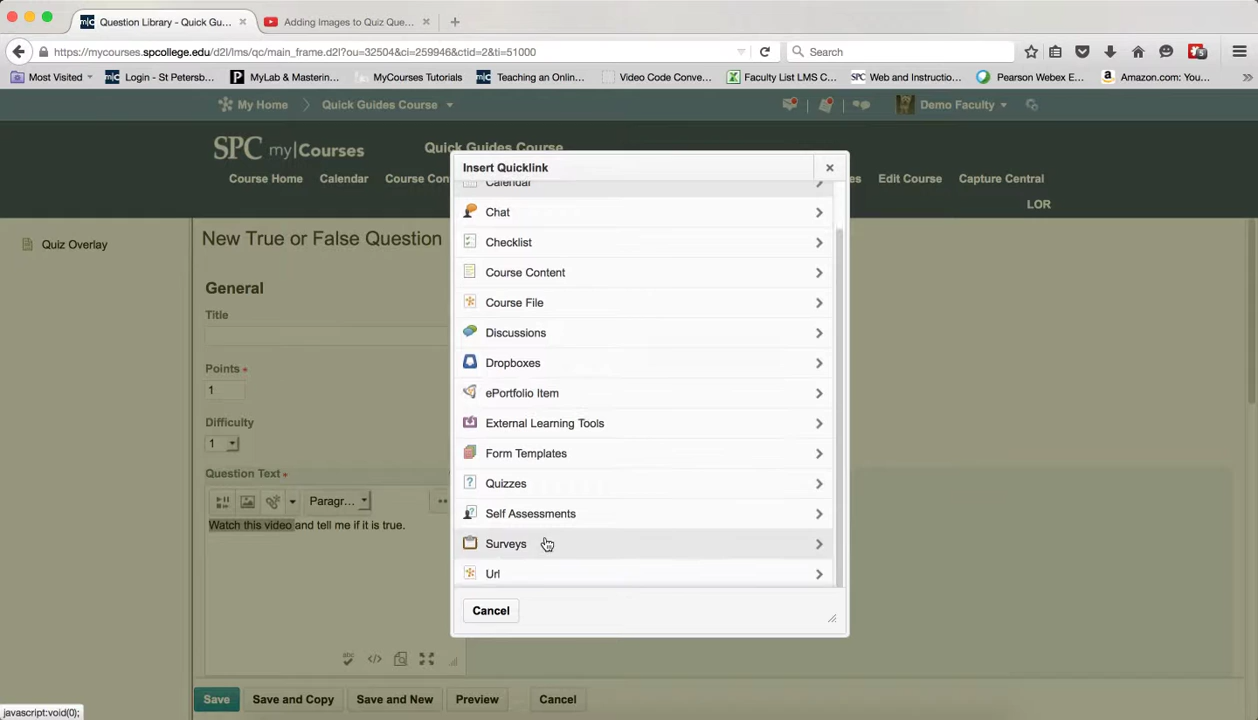 Question Library - Quick Gu...
Adding Images to Quiz Que...
https://mycourses.spcollege.edu/d2l/lms/qc/main_frame.d2l?ou=32504&ci=259946&ctid=2&ti=51000
Search
5
Most Visited
Login - St Petersb...
MyLab & Mastering...
MyCourses Tutorials
Teaching an Onlin...
Video Code Conve...
Faculty List LMS C...
Web and Instructio...
Pearson Webex E...
Amazon.com: You...
My Home
Quick Guides Course
Demo Faculty
SPC my|Courses
Quick Guides Course
Course Home
Calendar
Course Con
es
Edit Course
Capture Central
LOR
Quiz Overlay
New True or False Question
General
Title
Points *
1
Difficulty
1
Question Text *
Paragr...
Watch this video and tell me if it is true.
Save
Save and Copy
Save and New
Preview
Cancel
Insert Quicklink
Calendar
Chat
Checklist
Course Content
Course File
Discussions
Dropboxes
ePortfolio Item
External Learning Tools
Form Templates
Quizzes
Self Assessments
Surveys
Url
Cancel
javascript:void(0);